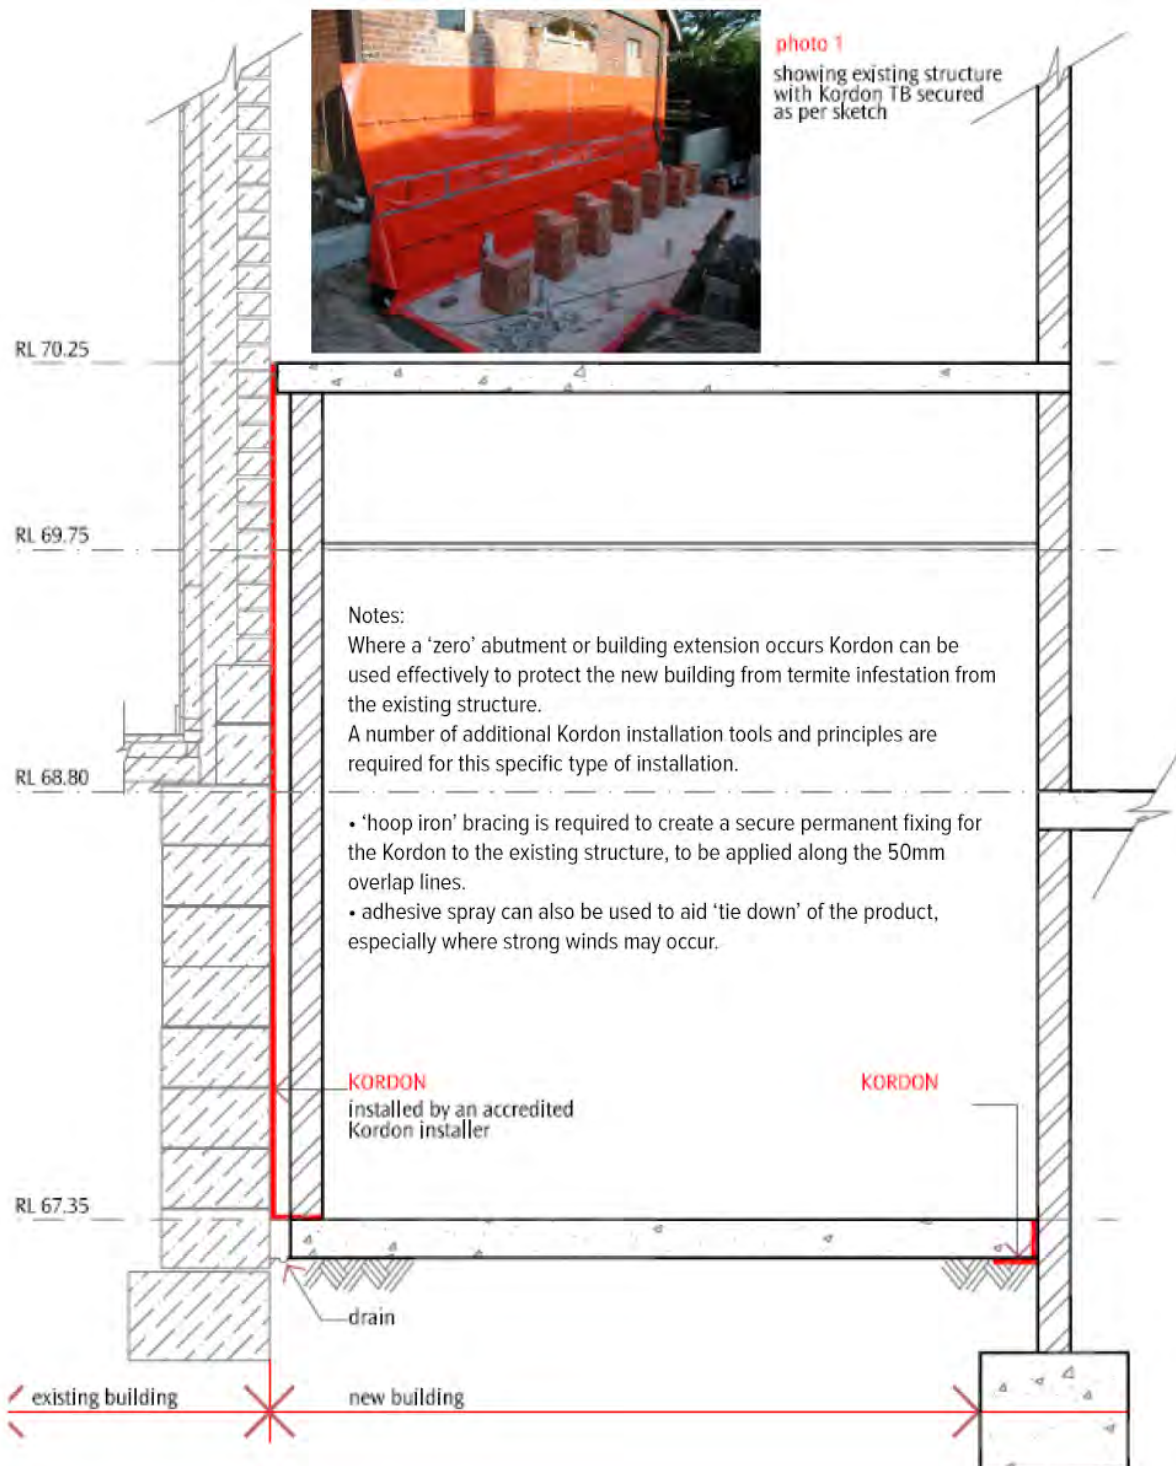 photo 1
showing existing structure
with Kordon TB secured
as per sketch
RL 70.25
RL 69.75
Notes:
Where a ‘zero’ abutment or building extension occurs Kordon can be
used effectively to protect the new building from termite infestation from
the existing structure.
A number of additional Kordon installation tools and principles are
required for this specific type of installation.
RL 68.80
• ‘hoop iron’ bracing is required to create a secure permanent fixing for
the Kordon to the existing structure, to be applied along the 50mm
overlap lines.
• adhesive spray can also be used to aid ‘tie down’ of the product,
especially where strong winds may occur.
KORDON
installed by an accredited
Kordon installer
KORDON
RL 67.35
drain
existing building
new building